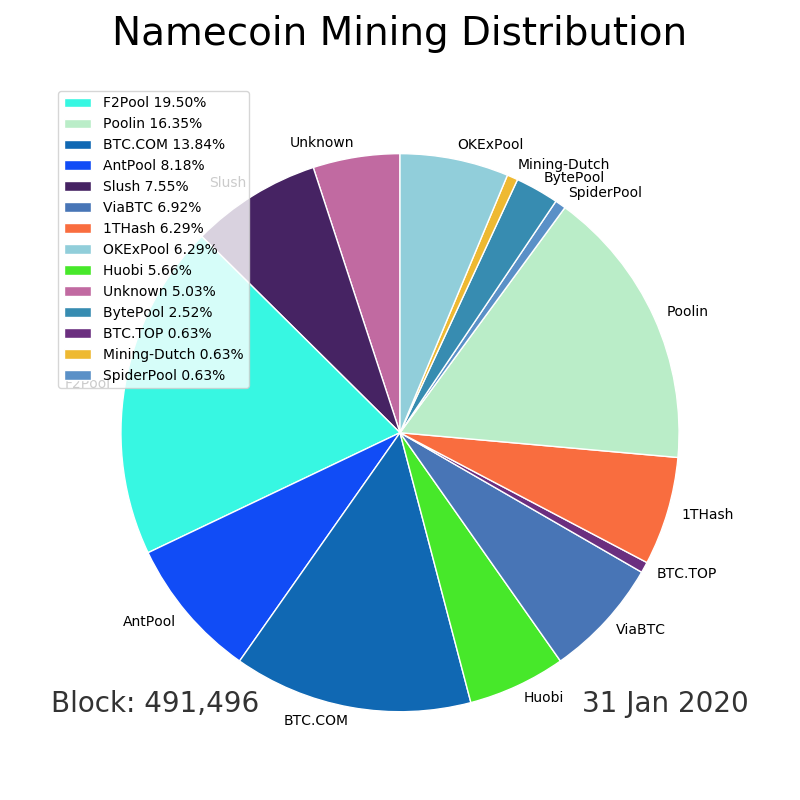 Namecoin Mining Distribution
F2Pool 19.50%
Poolin 16.35%
BTC.COM 13.84%
AntPool 8.18%
Slush 7.55%
ViaBTC 6.92%
1THash 6.29%
OKExPool 6.29%
Huobi 5.66%
Unknown 5.03%
BytePool 2.52%
BTC.TOP 0.63%
Mining-Dutch 0.63%
SpiderPool 0.63%
Unknown
OKExPool
Mining-Dutch
BytePool
SpiderPool
Slush
Poolin
F2Pool
1THash
BTC.TOP
AntPool
ViaBTC
Huobi
BTC.COM
Block: 491,496
31 Jan 2020